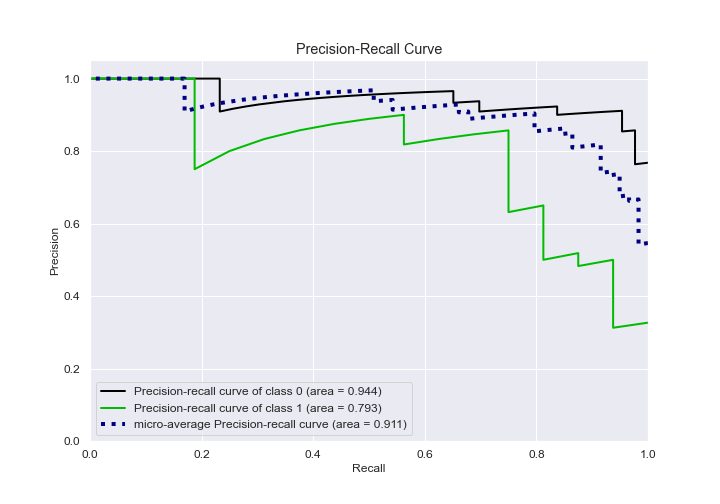 Precision-Recall Curve
1.0
0.8
0.6
0.4
0.2
0.0
Precision
Precision-recall curve of class 0 (area = 0.944)
Precision-recall curve of class 1 (area = 0.793)
micro-average Precision-recall curve (area = 0.911)
0.0 0.2 0.4 0.6 0.8 1.0
Recall